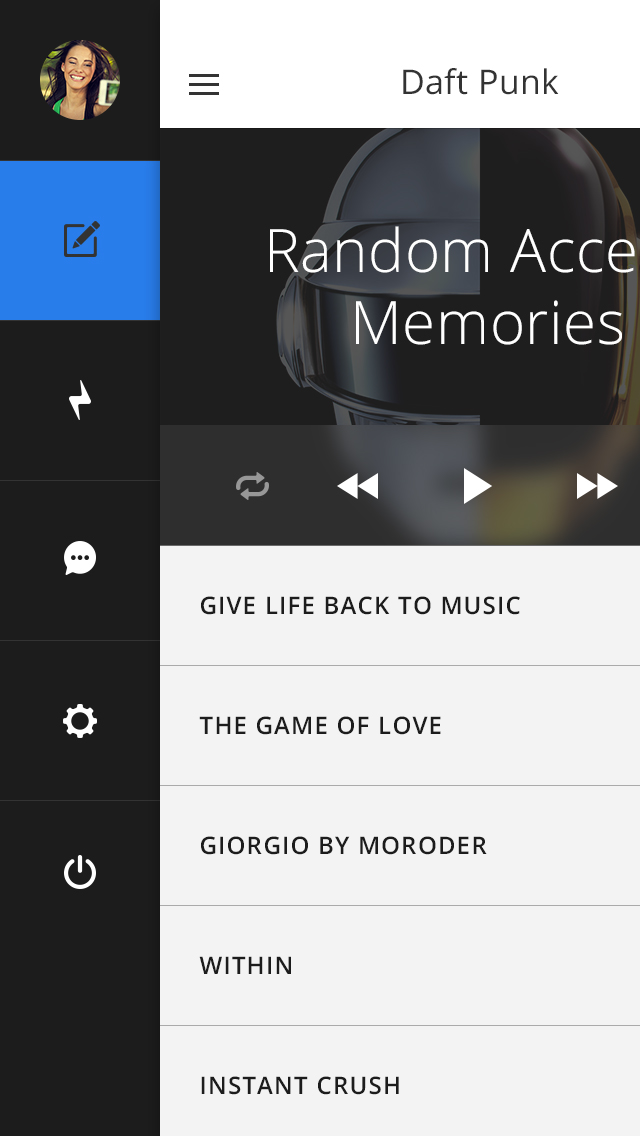 Daft Punk
Random Acce
Memories
GIVE LIFE BACK TO MUSIC
THE GAME OF LOVE
GIORGIO BY MORODER
WITHIN
INSTANT CRUSH